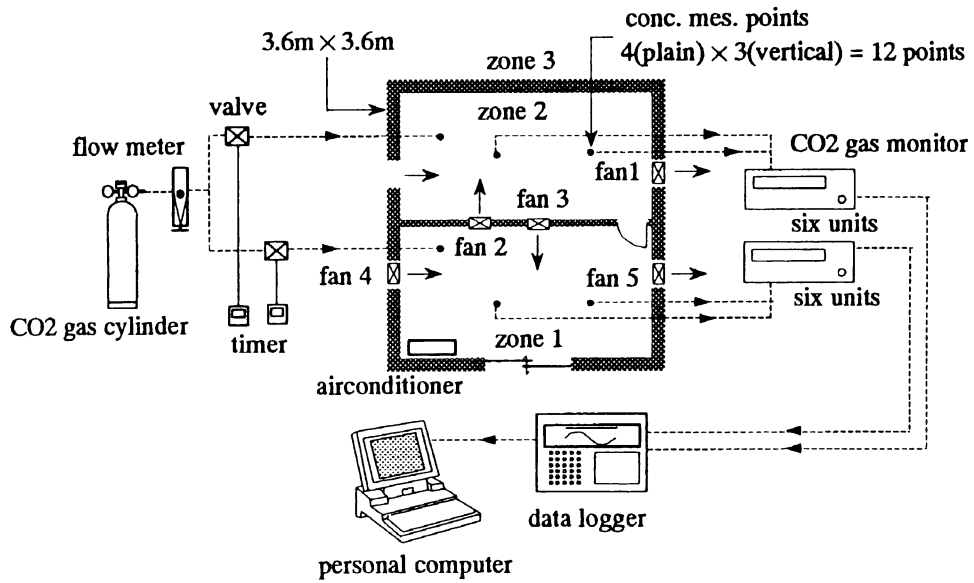 conc. mes. points
3.6m × 3.6m
4(plain) × 3(vertical) = 12 points
zone 3
valve
zone 2
flow meter
CO2 gas monitor
fan1
fan 3
six units
fan 2
fan 4
fan 5
six units
CO2 gas cylinder
timer
zone 1
airconditioner
data logger
personal computer